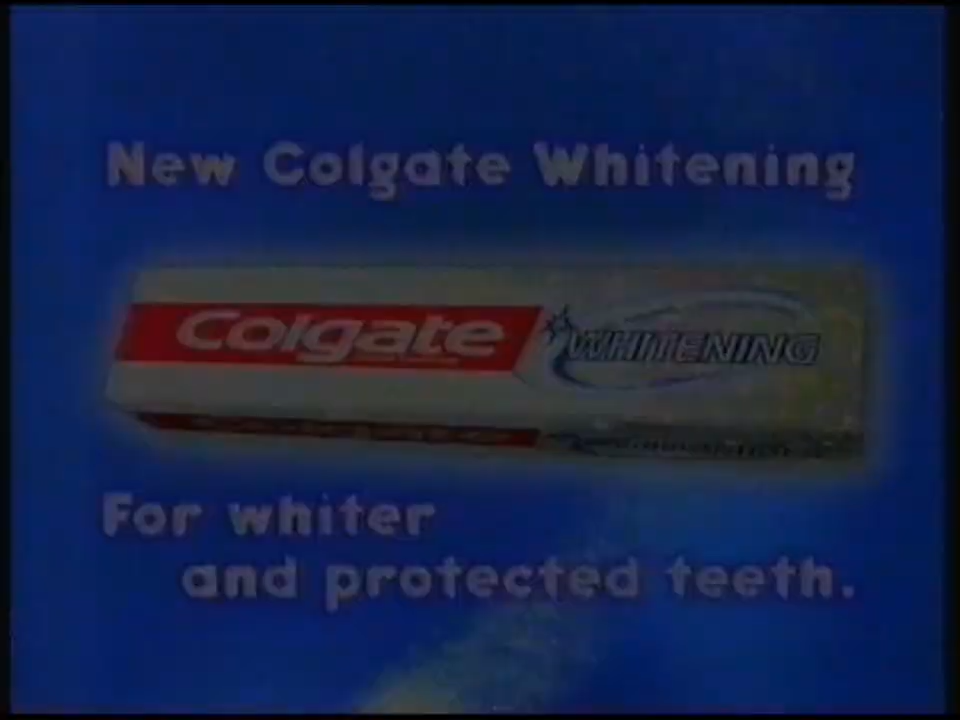 New Colgate Whitening
Colgate
WHITENING
For whiter
and protected teeth.